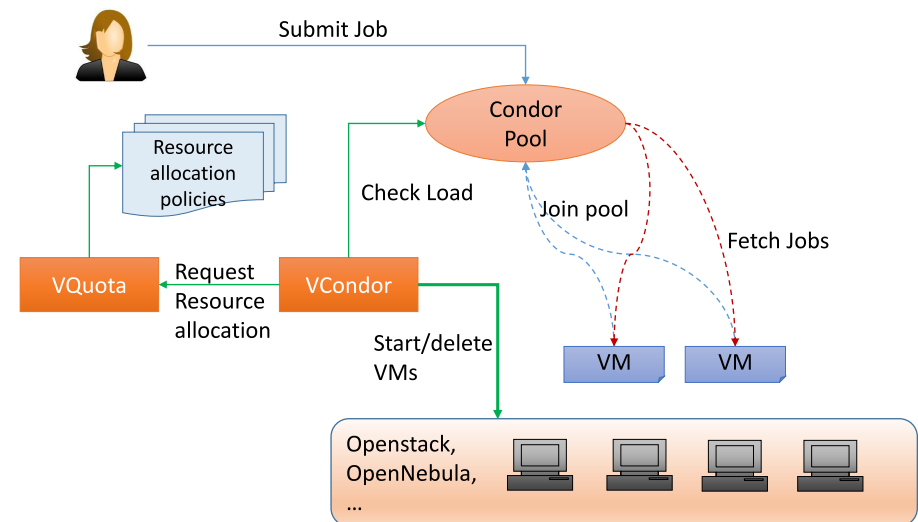 Submit Job
Condor
Pool
Resource
allocation
policies
Check Load
Join pool
Fetch Jobs
VQuota
Request
Resource
allocation
VCondor
Start/delete
VMs
VM
VM
Openstack,
OpenNebula,
...